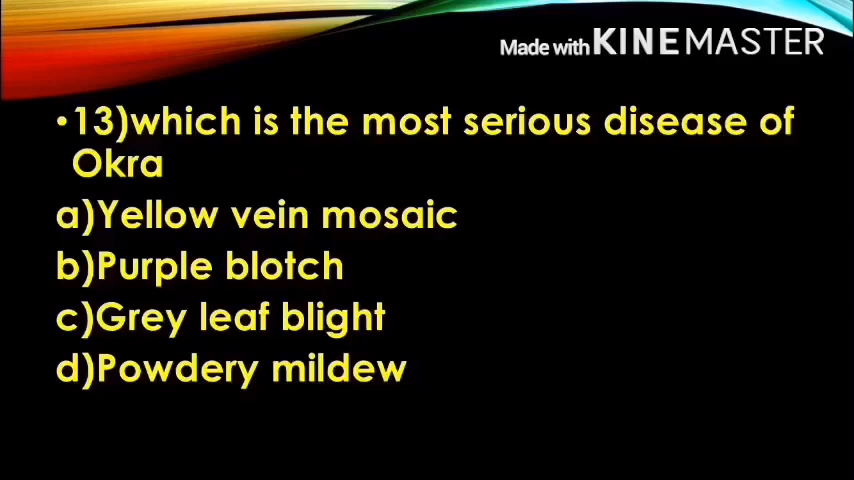 Made with KINEMASTER
•13)which is the most serious disease of
Okra
a)Yellow vein mosaic
b)Purple blotch
c)Grey leaf blight
d)Powdery mildew